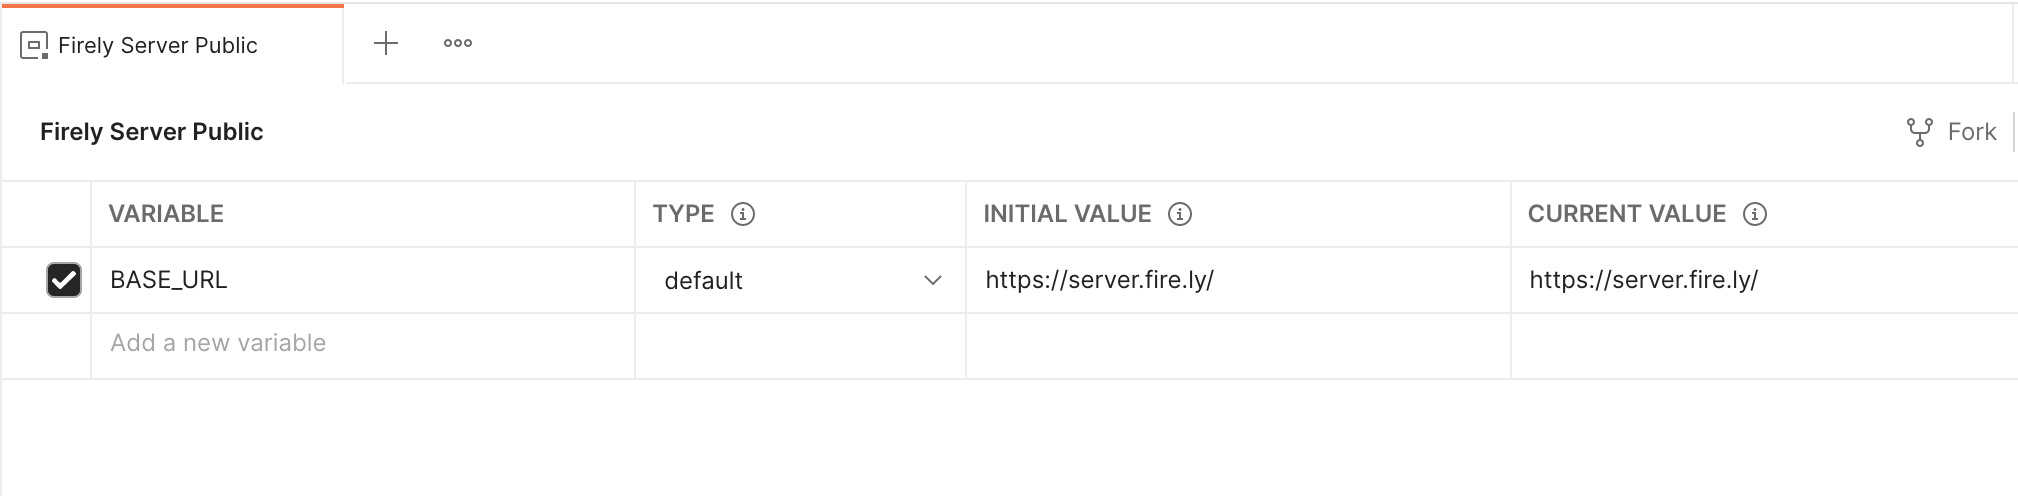 Firely Server Public
Firely Server Public
Fork
VARIABLE TYPE INITIAL VALUE CURRENT VALUE
BASE_URL default https://server.fire.ly/ https://server.fire.ly/
Add a new variable